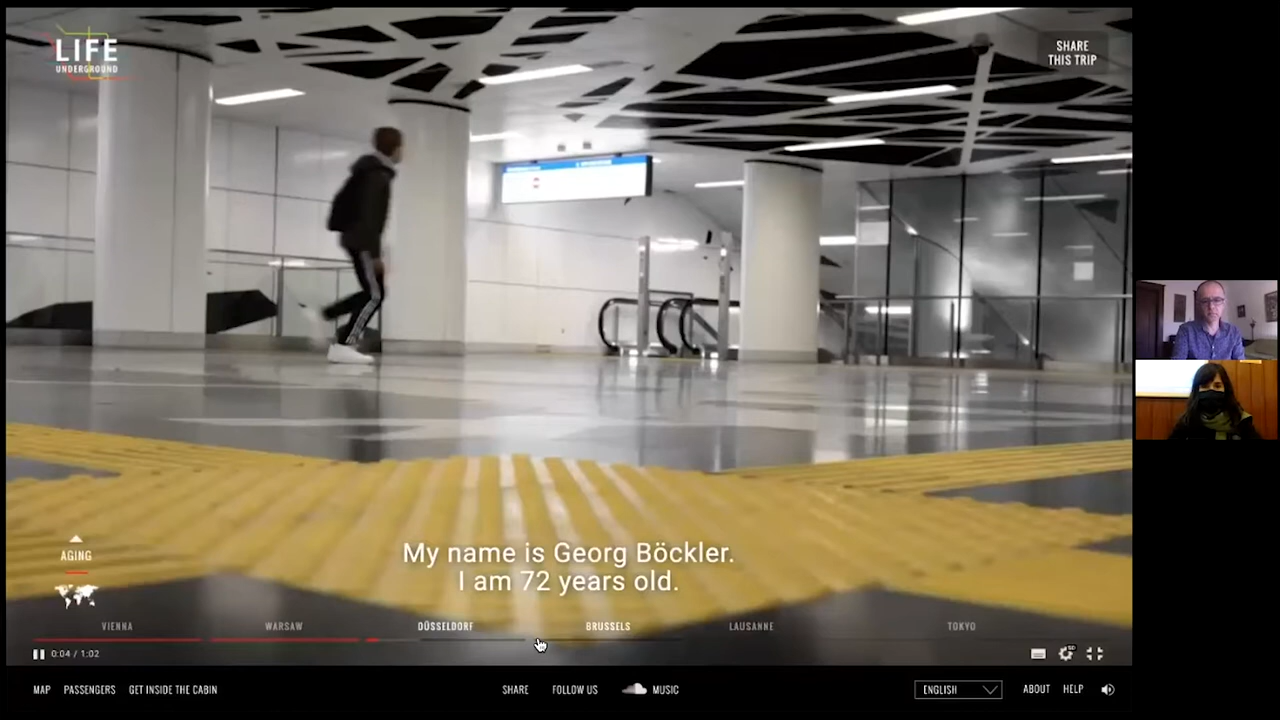 LIFE
UNDERGROUND
SHARE
THIS TRIP
AGING
My name is Georg Böckler.
I am 72 years old.
VIENNA
WARSAW
DÜSSELDORF
BRUSSELS
LAUSANNE
TOKYO
0:04 / 1:02
MAP
PASSENGERS
GET INSIDE THE CABIN
SHARE
FOLLOW US
MUSIC
ENGLISH
ABOUT
HELP